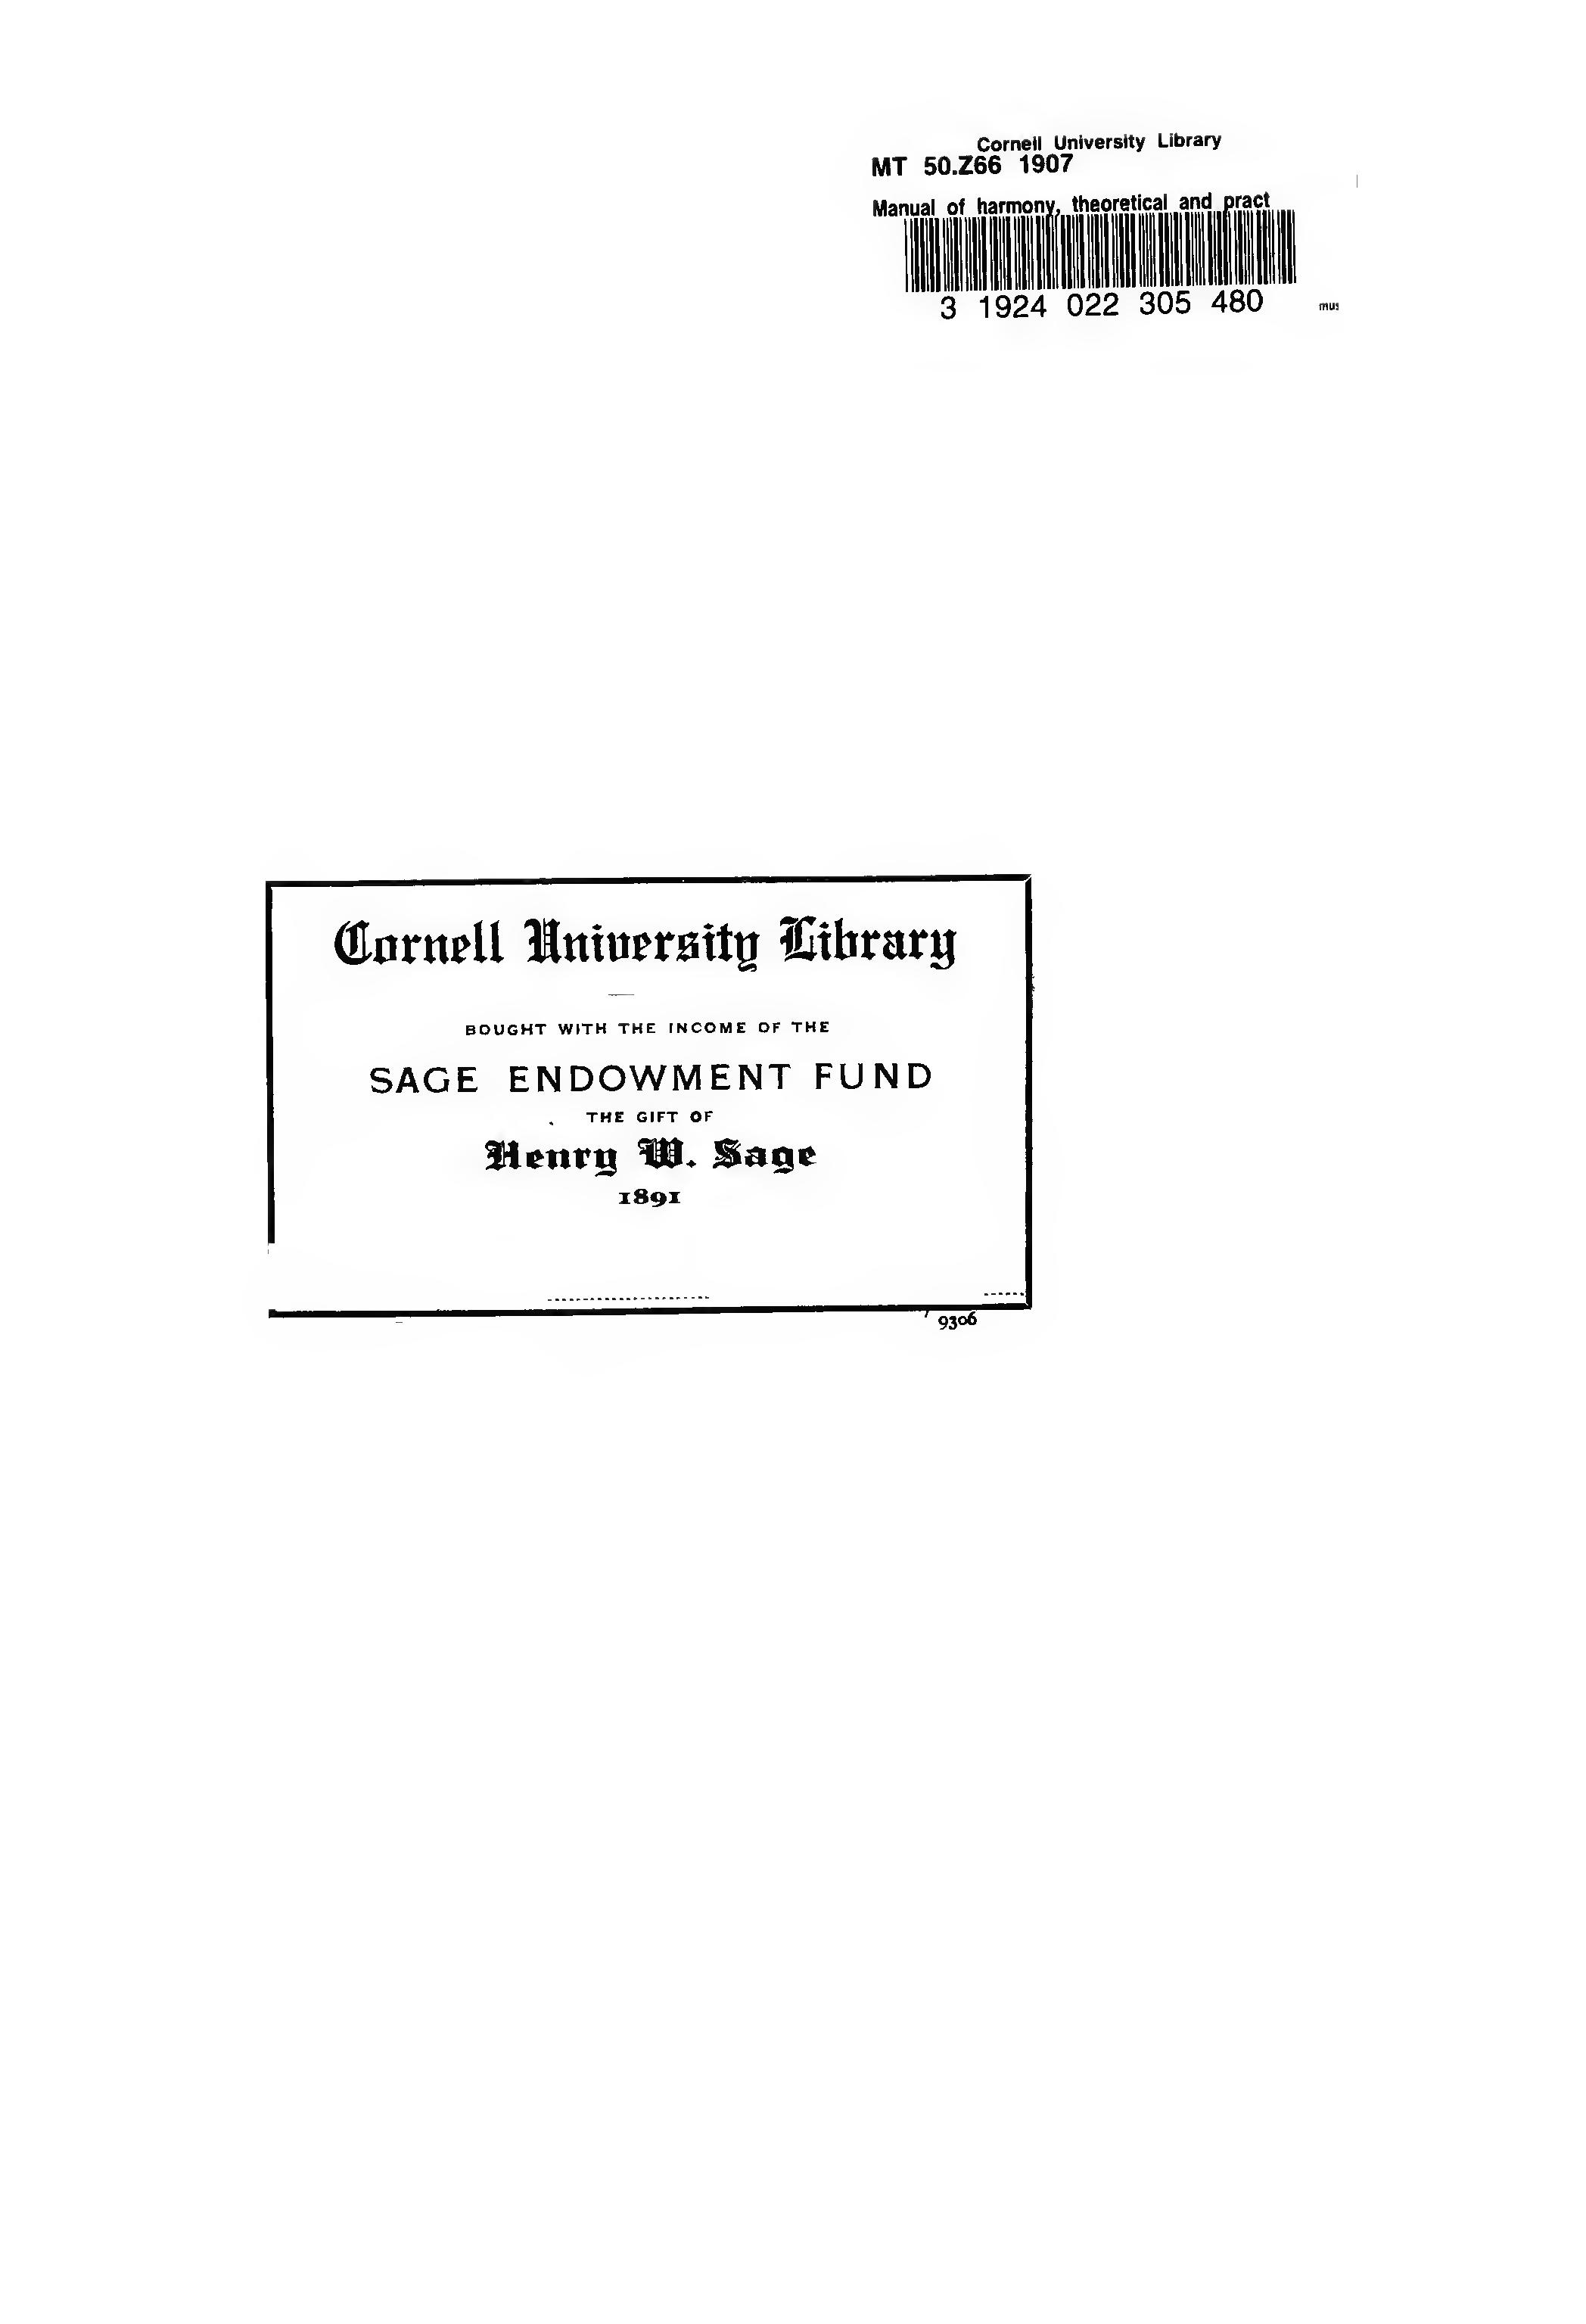 Cornell University Library
MT 50.Z66 1907
Manual of harmony, theoretical and pract
3 1924 022 305 480
mus
Cornell University Library
BOUGHT WITH THE INCOME OF THE
SAGE ENDOWMENT FUND
THE GIFT OF
Henry W. Sage
1891
9306